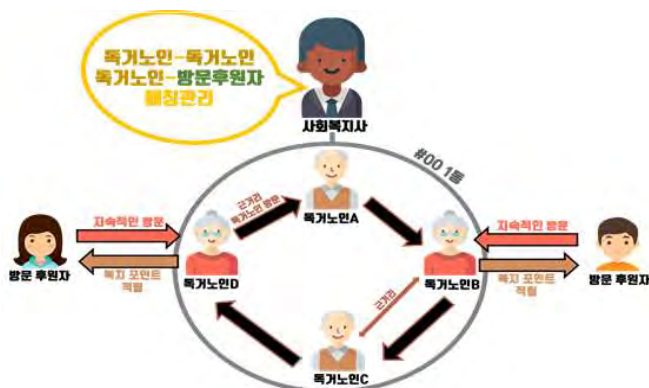 독거노인-독거노인
독거노인-방문후원자
매칭관리
사회복지사
#00 1동
독거노인A
근거리
독거노인 방문
지속적인 방문
복지 포인트
적립
방문 후원자
독거노인D
독거노인B
지속적인 방문
복지 포인트
적립
방문 후원자
근거리
독거노인C